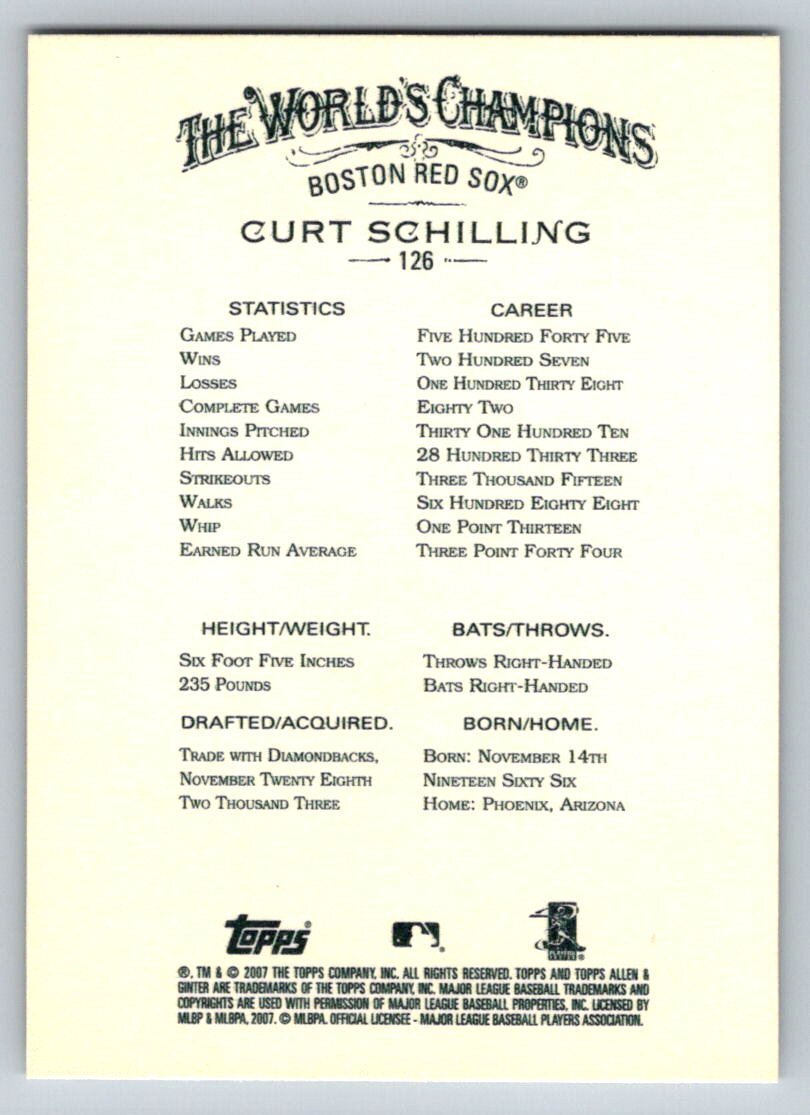 THE WORLD'S CHAMPIONS
BOSTON RED SOX®
CURT SCHILLING
126
STATISTICS CAREER
GAMES PLAYED FIVE HUNDRED FORTY FIVE
WINS TWO HUNDRED SEVEN
LOSSES ONE HUNDRED THIRTY EIGHT
COMPLETE GAMES EIGHTY TWO
INNINGS PITCHED THIRTY ONE HUNDRED TEN
HITS ALLOWED 28 HUNDRED THIRTY THREE
STRIKEOUTS THREE THOUSAND FIFTEEN
WALKS SIX HUNDRED EIGHTY EIGHT
WHIP ONE POINT THIRTEEN
EARNED RUN AVERAGE THREE POINT FORTY FOUR
HEIGHT/WEIGHT. BATS/THROWS.
SIX FOOT FIVE INCHES THROWS RIGHT-HANDED
235 POUNDS BATS RIGHT-HANDED
DRAFTED/ACQUIRED. BORN/HOME.
TRADE WITH DIAMONDBACKS, BORN: NOVEMBER 14TH
NOVEMBER TWENTY EIGHTH NINETEEN SIXTY SIX
TWO THOUSAND THREE HOME: PHOENIX, ARIZONA
TOPPS®
®, TM & © 2007 THE TOPPS COMPANY, INC. ALL RIGHTS RESERVED. TOPPS AND TOPPS ALLEN &
GINTER ARE TRADEMARKS OF THE TOPPS COMPANY, INC. MAJOR LEAGUE BASEBALL TRADEMARKS AND
COPYRIGHTS ARE USED WITH PERMISSION OF MAJOR LEAGUE BASEBALL PROPERTIES, INC. LICENSED BY
MLBP & MLBPA, 2007. © MLBPA. OFFICIAL LICENSEE - MAJOR LEAGUE BASEBALL PLAYERS ASSOCIATION.